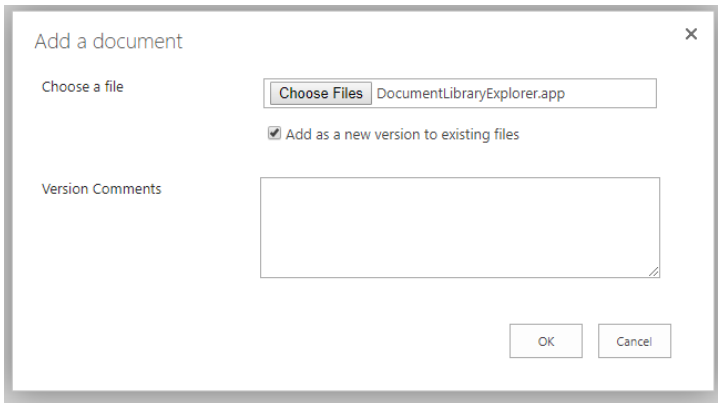 Add a document
Choose a file
Choose Files DocumentLibraryExplorer.app
Add as a new version to existing files
Version Comments
OK Cancel